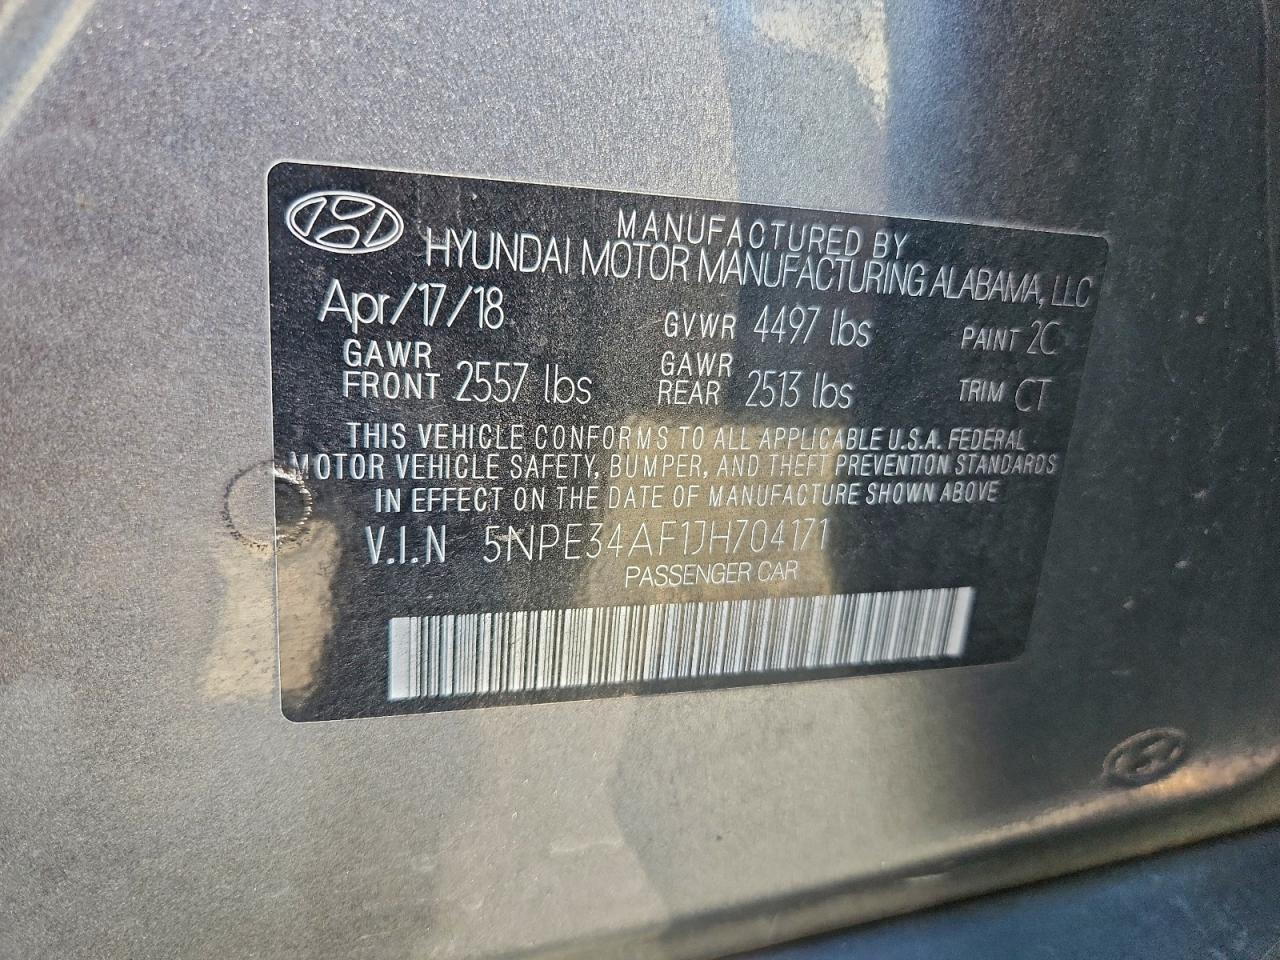 MANUFACTURED BY
HYUNDAI MOTOR MANUFACTURING ALABAMA, LLC
Apr/17/18 GVWR 4497 lbs PAINT 2C
GAWR FRONT 2557 lbs GAWR REAR 2513 lbs TRIM CT
THIS VEHICLE CONFORMS TO ALL APPLICABLE U.S.A. FEDERAL
MOTOR VEHICLE SAFETY, BUMPER, AND THEFT PREVENTION STANDARDS
IN EFFECT ON THE DATE OF MANUFACTURE SHOWN ABOVE
V.I.N 5NPE34AF1JH704171
PASSENGER CAR